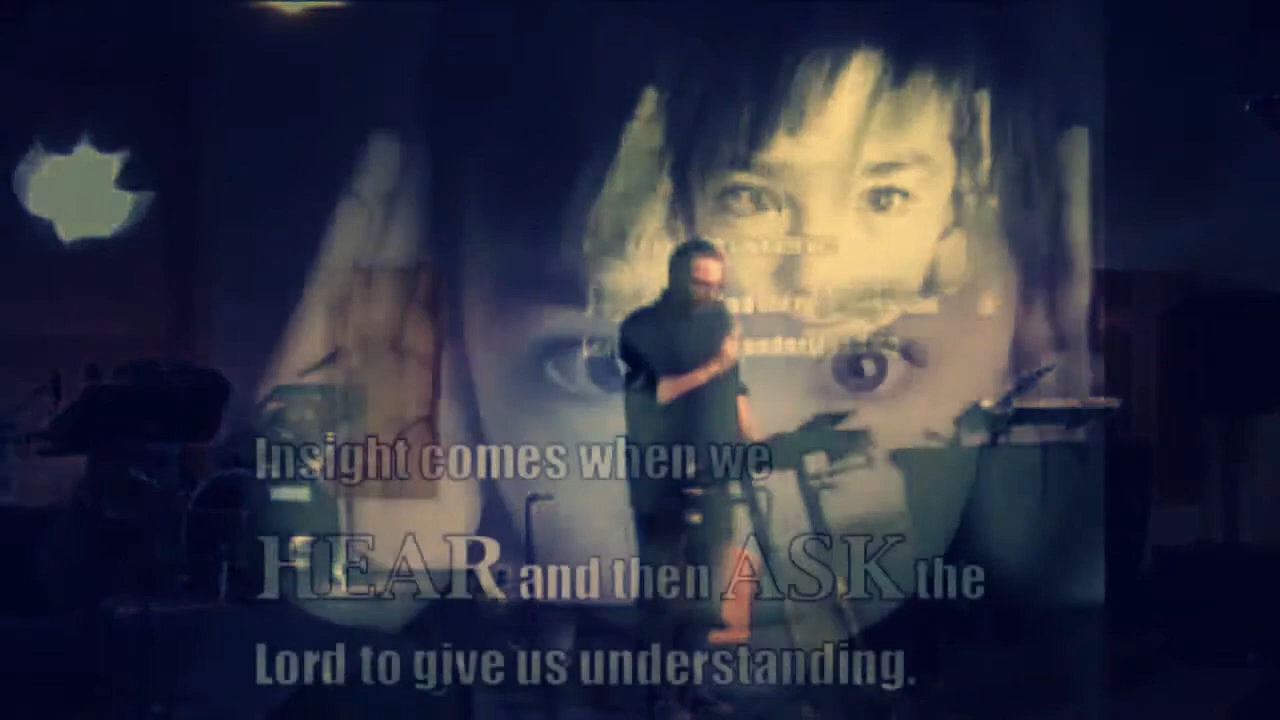 Insight comes when we
HEAR and then ASK the
Lord to give us understanding.